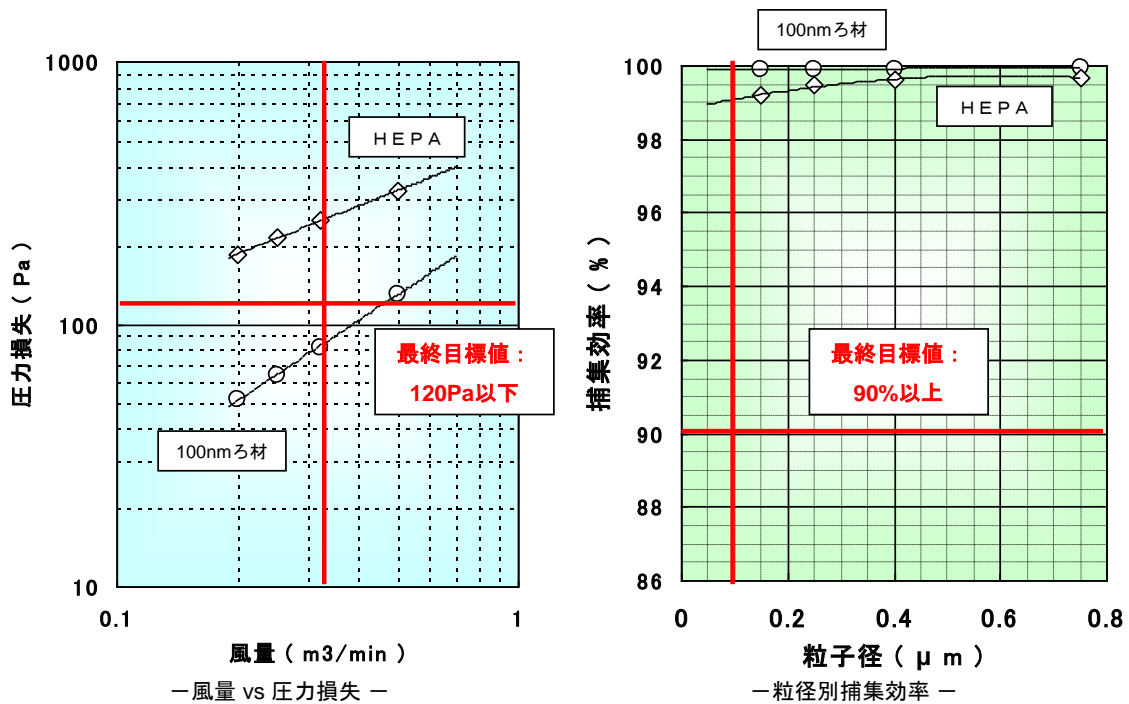 1000
100
10
0.1
1
圧力損失 ( Pa )
風量 ( m3/min )
ＨＥＰＡ
100nmろ材
最終目標値：
120Pa以下
－風量 vs 圧力損失 －
100nmろ材
100
98
96
94
92
90
88
86
0
0.2
0.4
0.6
0.8
捕集効率 ( % )
粒子径 ( μ m )
ＨＥＰＡ
最終目標値：
90%以上
－粒径別捕集効率 －